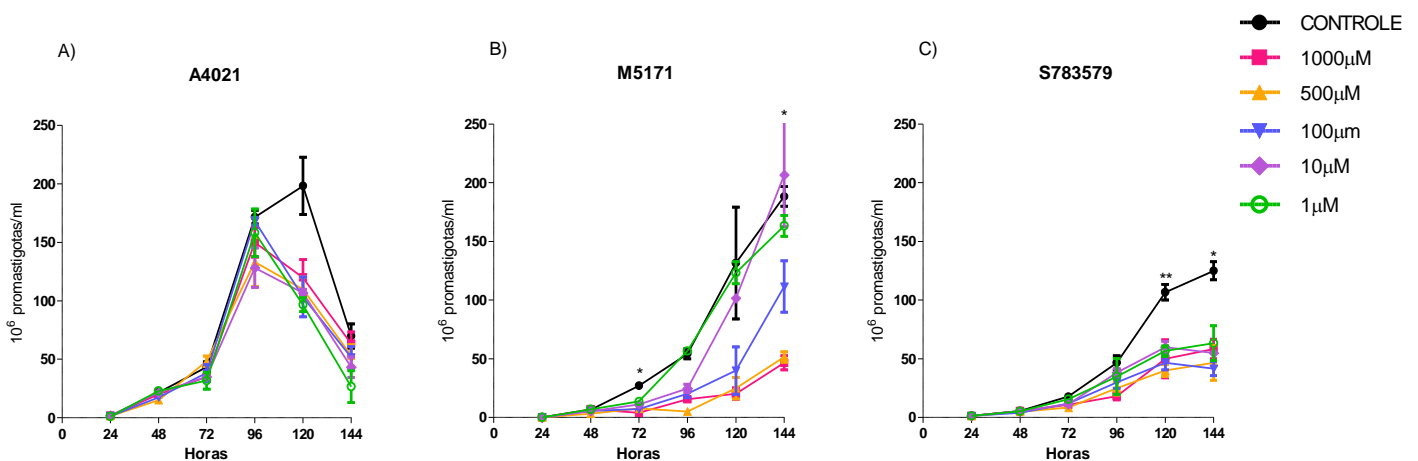 A)
A4021
250
200
150
100
50
0
10⁶ promastigotas/ml
0 24 48 72 96 120 144
Horas
B)
M5171
*
*
250
200
150
100
50
0
10⁶ promastigotas/ml
0 24 48 72 96 120 144
Horas
C)
S783579
**
*
250
200
150
100
50
0
10⁶ promastigotas/ml
0 24 48 72 96 120 144
Horas
CONTROLE
1000µM
500µM
100µm
10µM
1µM